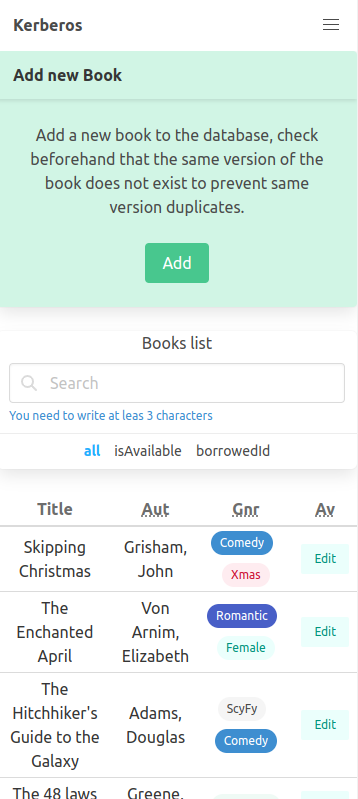 Kerberos
Add new Book
Add a new book to the database, check
beforehand that the same version of the
book does not exist to prevent same
version duplicates.
Add
Books list
Search
You need to write at leas 3 characters
all isAvailable borrowedId
Title Aut Gnr Av
Skipping
Christmas
Grisham,
John
Comedy
Xmas
Edit
The
Enchanted
April
Von
Arnim,
Elizabeth
Romantic
Female
Edit
The
Hitchhiker's
Guide to the
Galaxy
Adams,
Douglas
ScyFy
Comedy
Edit
The 48 laws
Greene,